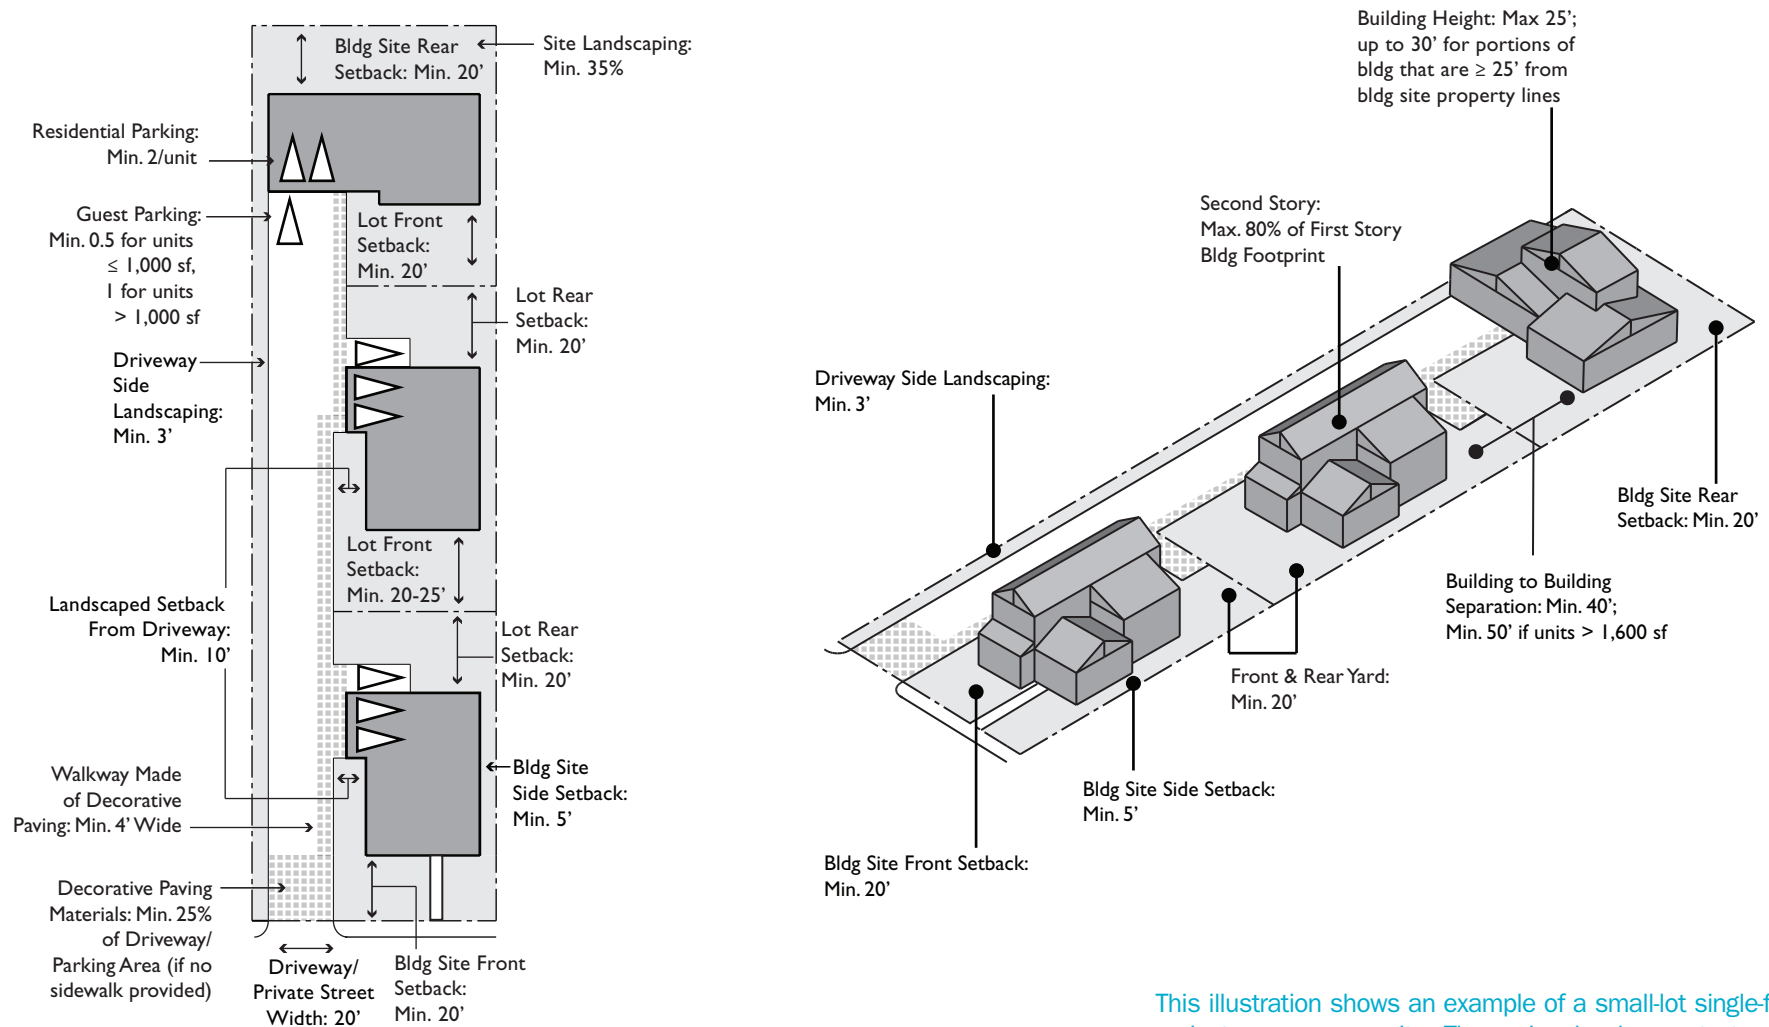 Bldg Site Rear
Setback: Min. 20’
Site Landscaping:
Min. 35%
Residential Parking:
Min. 2/unit
Guest Parking:
Min. 0.5 for units
≤ 1,000 sf,
1 for units
> 1,000 sf
Lot Front
Setback:
Min. 20’
Lot Rear
Setback:
Min. 20’
Driveway
Side
Landscaping:
Min. 3’
Lot Front
Setback:
Min. 20-25’
Landscaped Setback
From Driveway:
Min. 10’
Lot Rear
Setback:
Min. 20’
Walkway Made
of Decorative
Paving: Min. 4’ Wide
Bldg Site
Side Setback:
Min. 5’
Decorative Paving
Materials: Min. 25%
of Driveway/
Parking Area (if no
sidewalk provided)
Driveway/
Private Street
Width: 20’
Bldg Site Front
Setback:
Min. 20’
Building Height: Max 25’;
up to 30’ for portions of
bldg that are ≥ 25’ from
bldg site property lines
Second Story:
Max. 80% of First Story
Bldg Footprint
Driveway Side Landscaping:
Min. 3’
Bldg Site Rear
Setback: Min. 20’
Building to Building
Separation: Min. 40’;
Min. 50’ if units > 1,600 sf
Front & Rear Yard:
Min. 20’
Bldg Site Side Setback:
Min. 5’
Bldg Site Front Setback:
Min. 20’
This illustration shows an example of a small-lot single-f